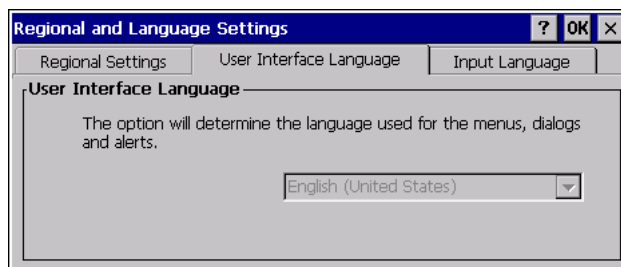 Regional and Language Settings ? OK ×
Regional Settings User Interface Language Input Language
User Interface Language
The option will determine the language used for the menus, dialogs
and alerts.
English (United States)